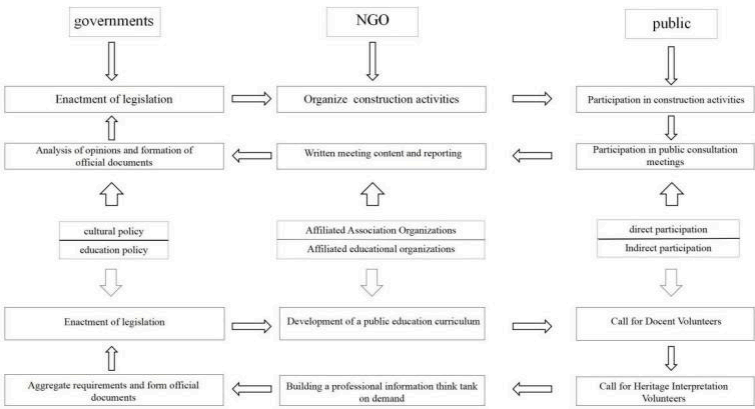 governments
NGO
public
Enactment of legislation
Organize construction activities
Participation in construction activities
Analysis of opinions and formation of
official documents
Written meeting content and reporting
Participation in public consultation
meetings
cultural policy
education policy
Affiliated Association Organizations
Affiliated educational organizations
direct participation
Indirect participation
Enactment of legislation
Development of a public education curriculum
Call for Docent Volunteers
Aggregate requirements and form official
documents
Building a professional information think tank
on demand
Call for Heritage Interpretation
Volunteers